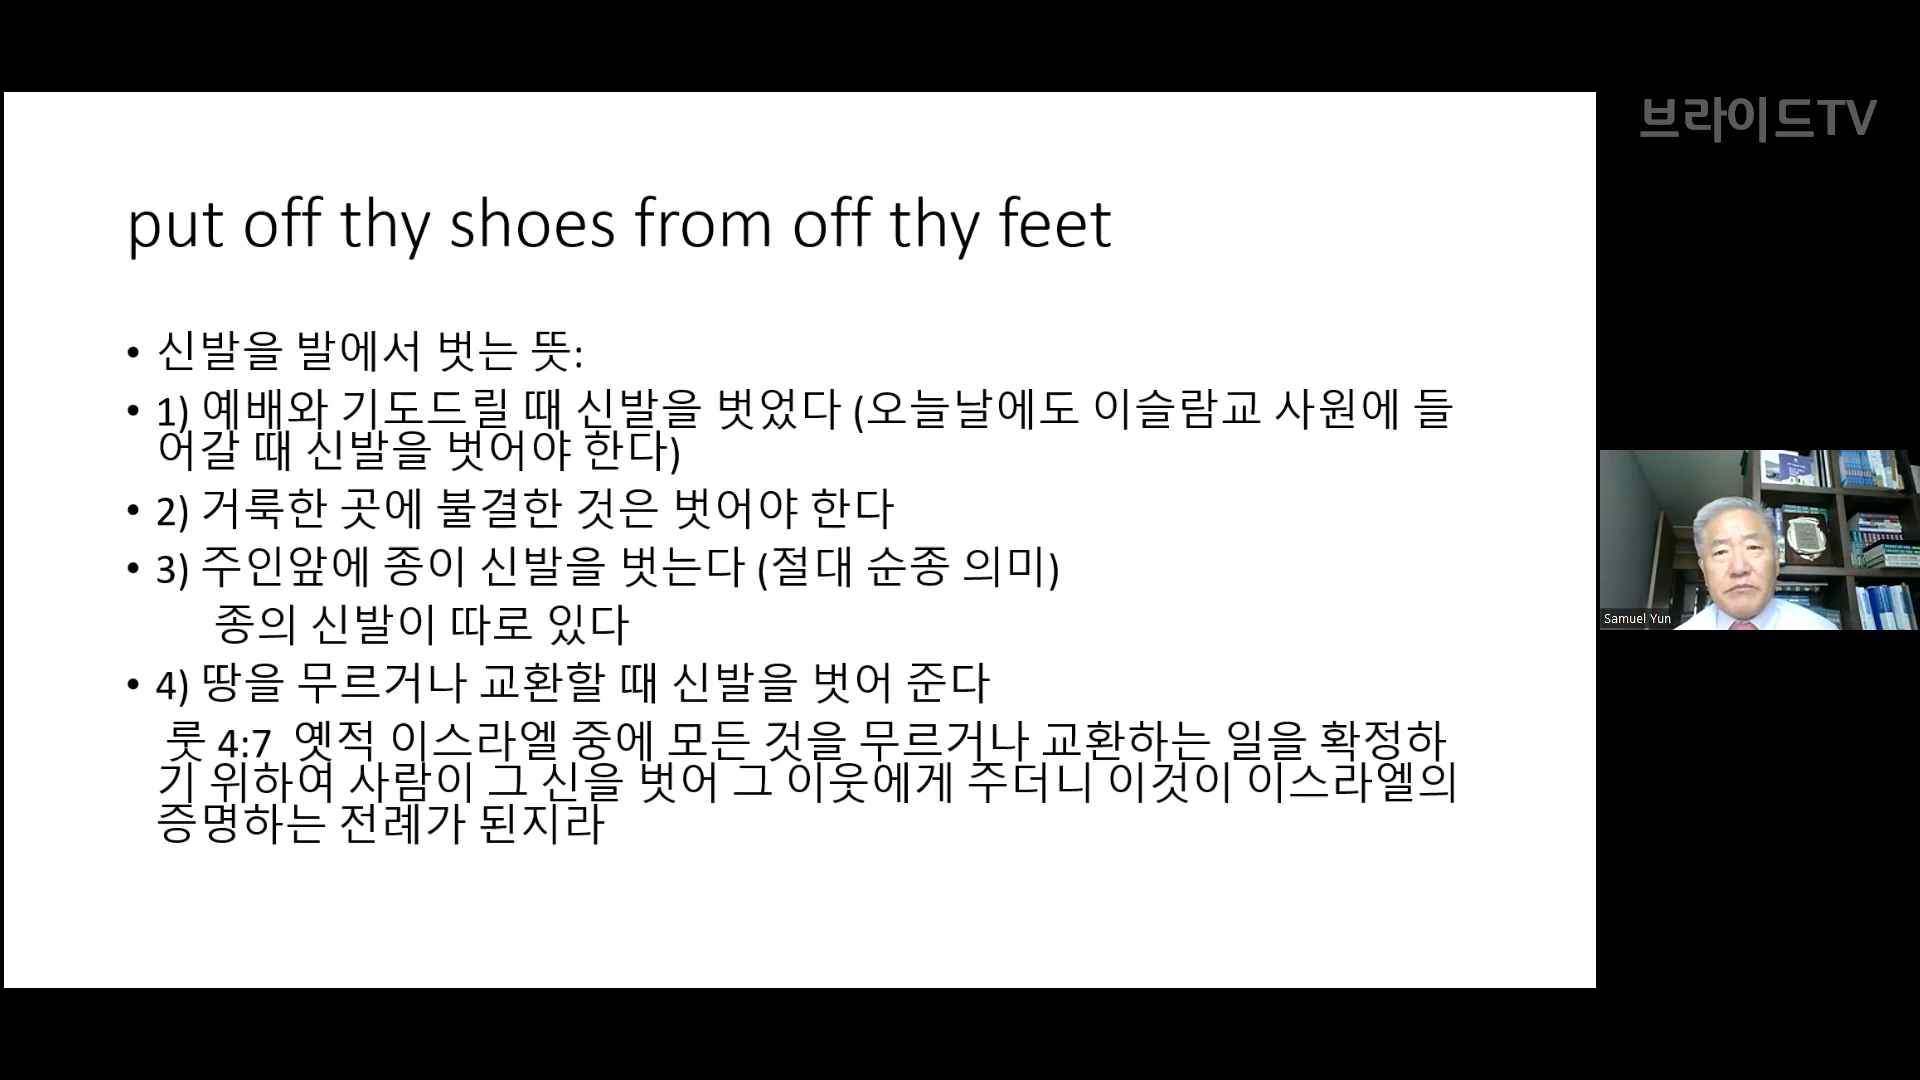 브라이드TV
put off thy shoes from off thy feet
• 신발을 발에서 벗는 뜻:
• 1) 예배와 기도드릴 때 신발을 벗었다 (오늘날에도 이슬람교 사원에 들
어갈 때 신발을 벗어야 한다)
• 2) 거룩한 곳에 불결한 것은 벗어야 한다
• 3) 주인앞에 종이 신발을 벗는다 (절대 순종 의미)
종의 신발이 따로 있다
• 4) 땅을 무르거나 교환할 때 신발을 벗어 준다
룻 4:7 옛적 이스라엘 중에 모든 것을 무르거나 교환하는 일을 확정하
기 위하여 사람이 그 신을 벗어 그 이웃에게 주더니 이것이 이스라엘의
증명하는 전례가 된지라
Samuel Yun